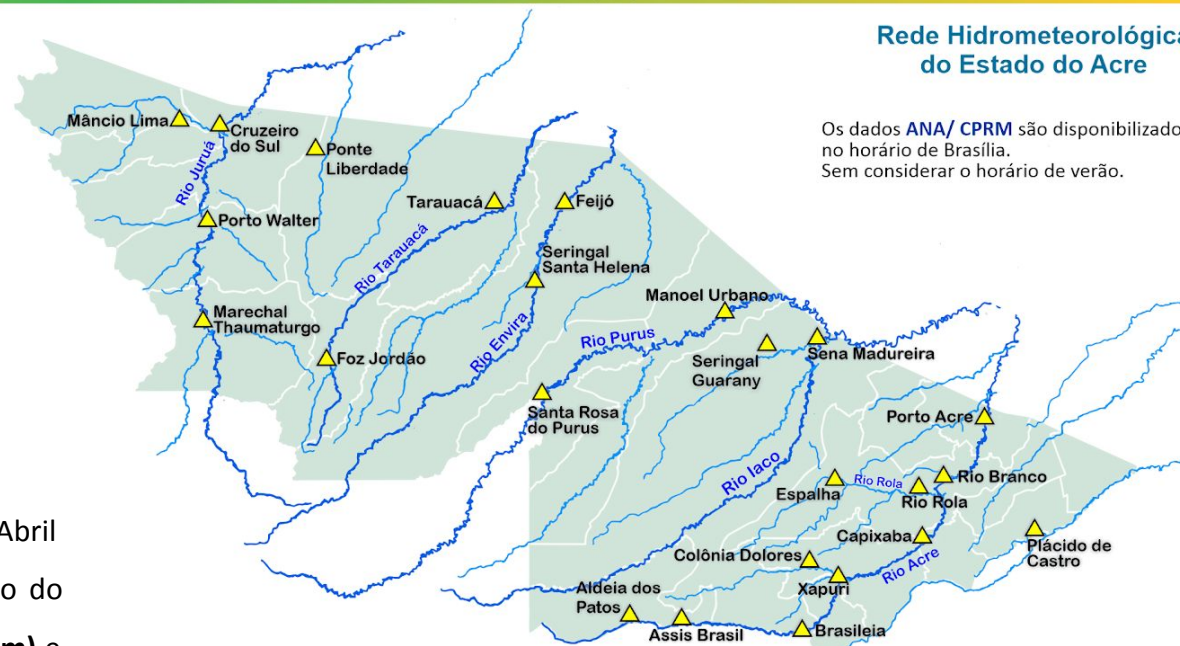 Rede Hidrometeorológica
do Estado do Acre
Os dados ANA/ CPRM são disponibilizado
no horário de Brasília.
Sem considerar o horário de verão.
Mâncio Lima
Cruzeiro
do Sul
Ponte
Liberdade
Rio Juruá
Tarauacá
Feijó
Porto Walter
Rio Tarauacá
Seringal
Santa Helena
Manoel Urbano
Marechal
Thaumaturgo
Rio Envira
Rio Purus
Foz Jordão
Seringal
Guarany
Sena Madureira
Santa Rosa
do Purus
Porto Acre
Rio Iaco
Espalha
Rio Rola
Rio Rola
Rio Branco
Capixaba
Plácido de
Castro
Colônia Dolores
Rio Acre
Xapuri
Aldeia dos
Patos
Assis Brasil
Brasileia
Abril
o do
m) e